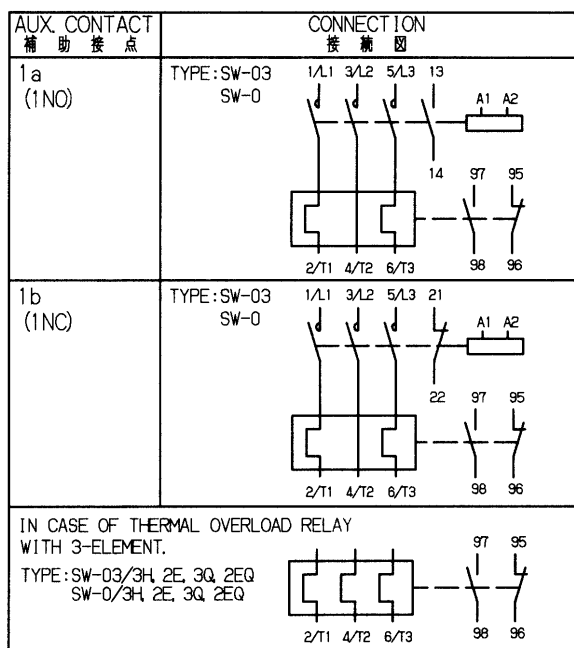 AUX. CONTACT
補助接点
CONNECTION
接続図
1a
(1NO)
TYPE:SW-03
SW-0
1/L1 3/L2 5/L3 13
A1 A2
14 97 95
2/T1 4/T2 6/T3 98 96
1b
(1NC)
TYPE:SW-03
SW-0
1/L1 3/L2 5/L3 21
A1 A2
22 97 95
2/T1 4/T2 6/T3 98 96
IN CASE OF THERMAL OVERLOAD RELAY
WITH 3-ELEMENT.
TYPE:SW-03/3H, 2E, 3Q, 2EQ
SW-0/3H, 2E, 3Q, 2EQ
97 95
2/T1 4/T2 6/T3 98 96